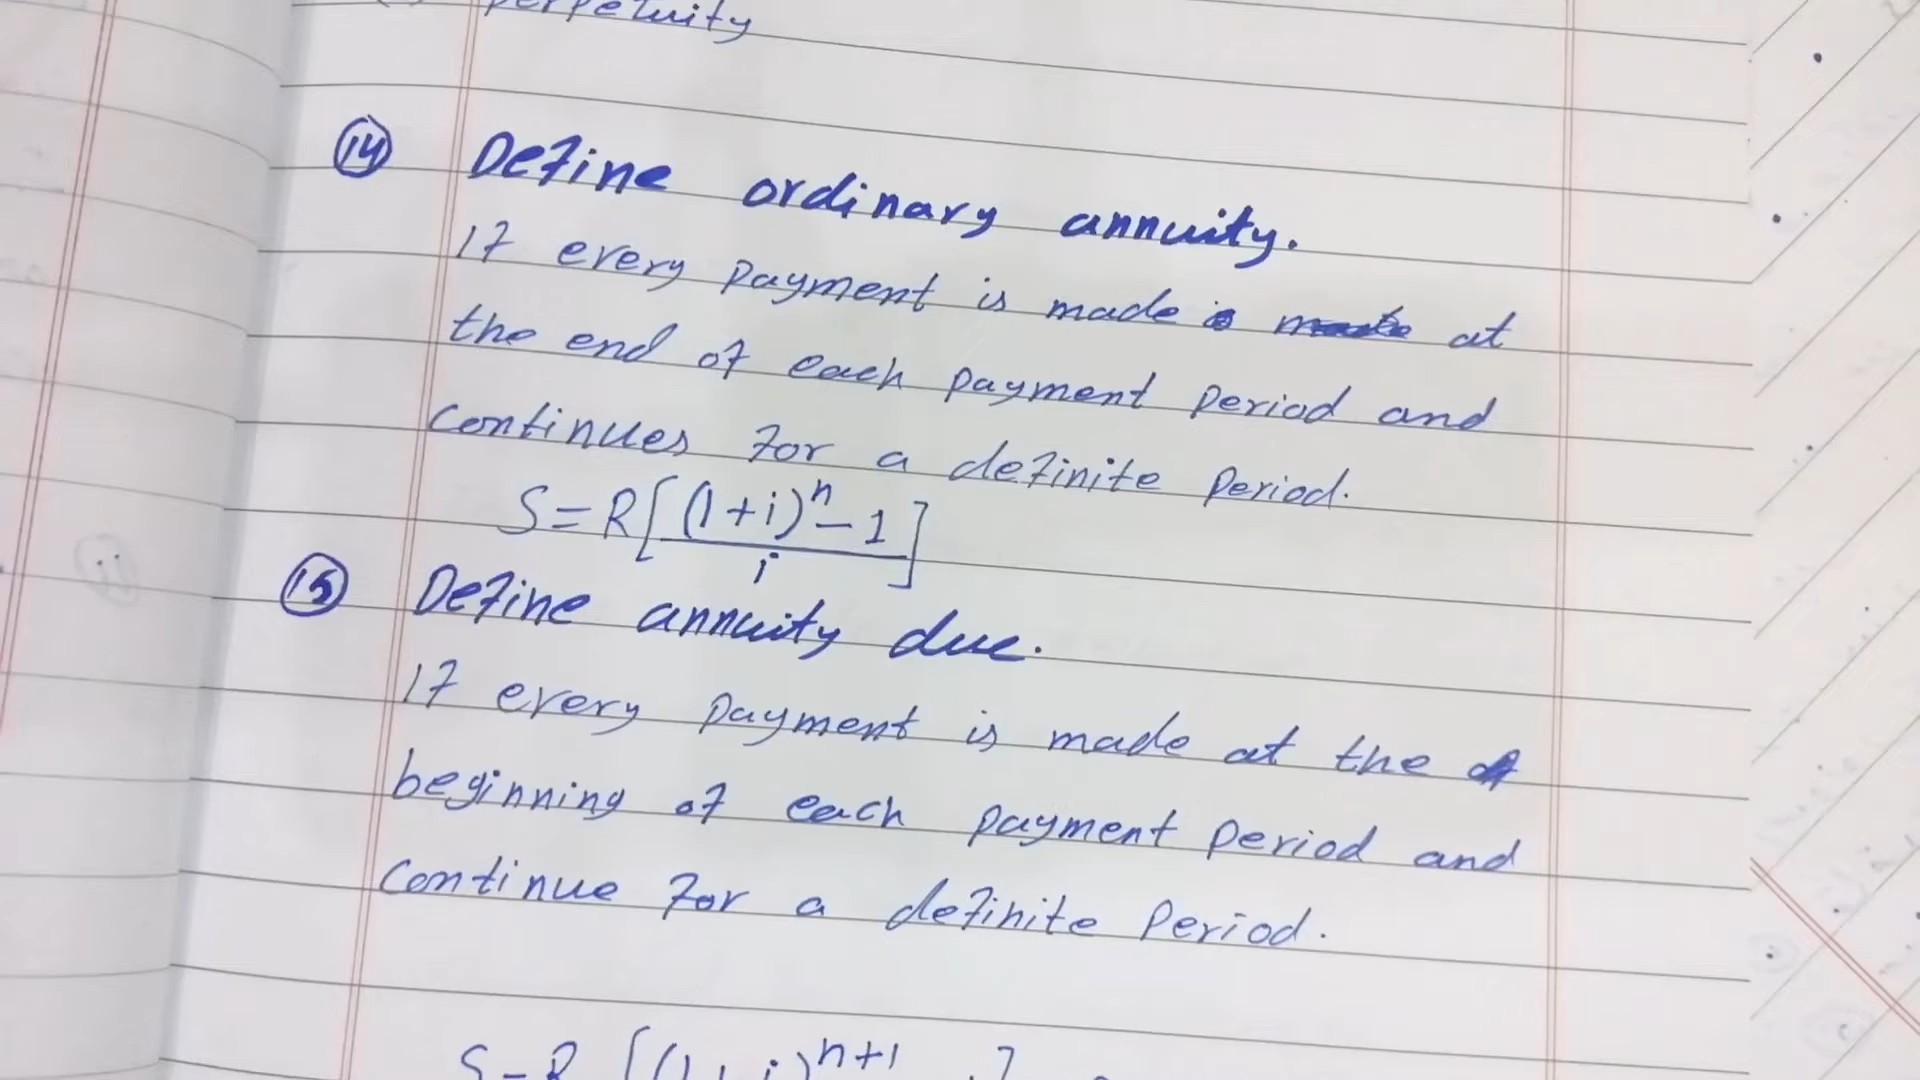 perpetuity
14 Define ordinary annuity.
If every payment is made at
the end of each payment period and
continues for a definite period.
S=R[((1+i)^n-1)/i]
15 Define annuity due.
If every payment is made at the
beginning of each payment period and
continue for a definite period.
S=R[(1+i)^n+1